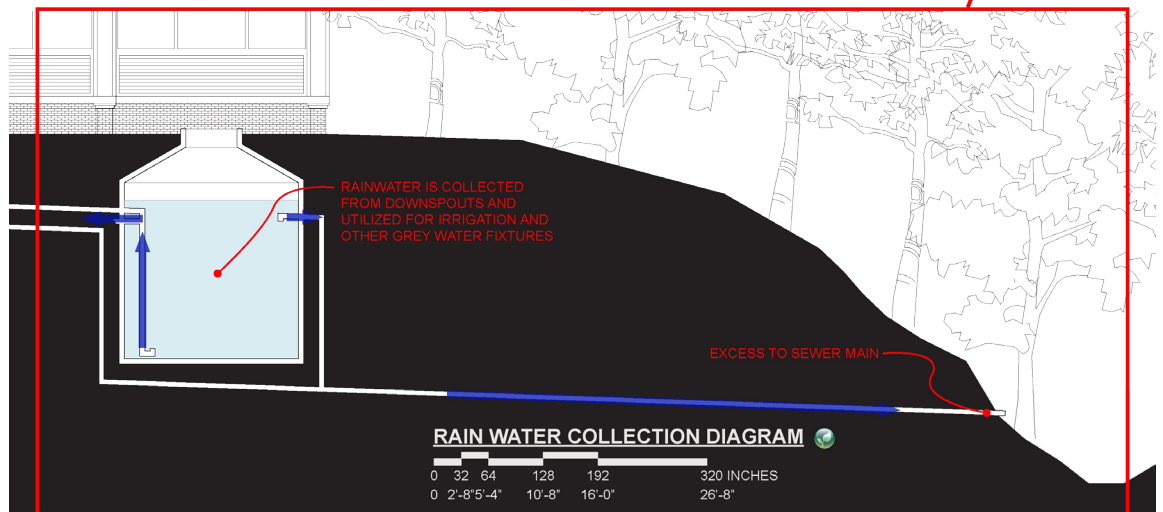 RAINWATER IS COLLECTED
FROM DOWNSPOUTS AND
UTILIZED FOR IRRIGATION AND
OTHER GREY WATER FIXTURES
EXCESS TO SEWER MAIN
RAIN WATER COLLECTION DIAGRAM
0 32 64 128 192 320 INCHES
0 2'-8" 5'-4" 10'-8" 16'-0" 26'-8"